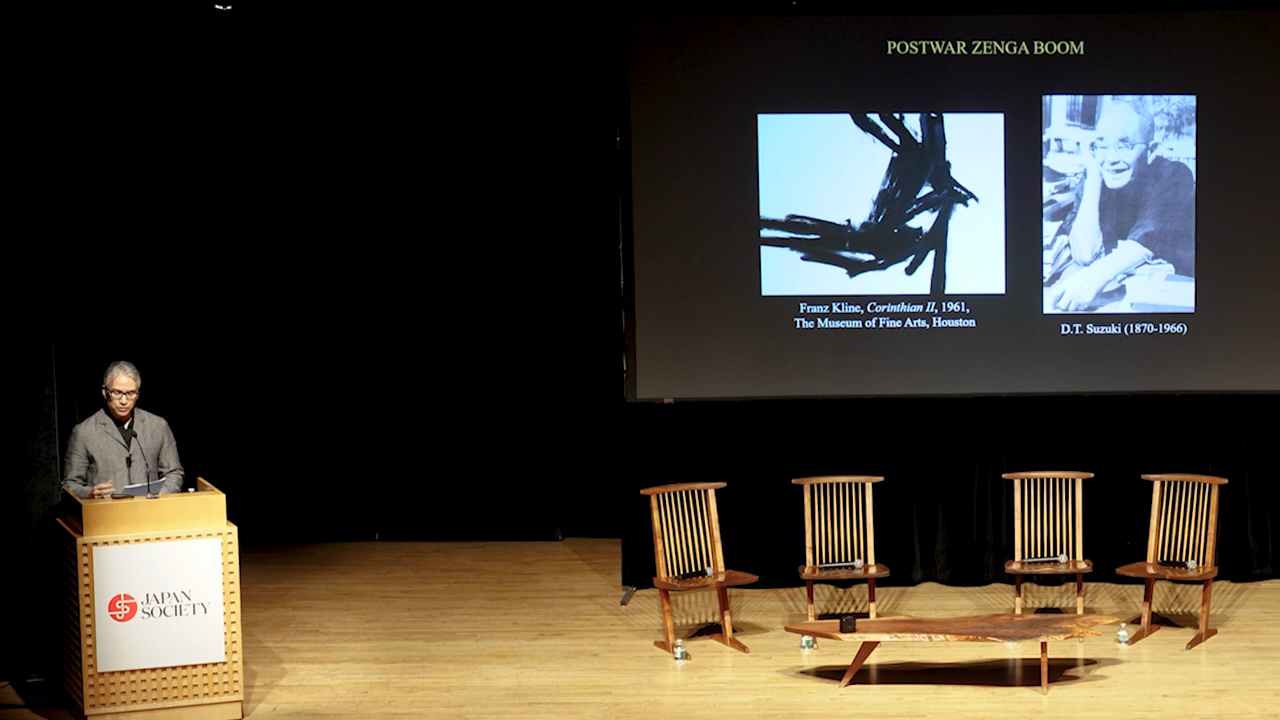 POSTWAR ZENGA BOOM
Franz Kline, Corinthian II, 1961,
The Museum of Fine Arts, Houston
D.T. Suzuki (1870-1966)
JAPAN
SOCIETY